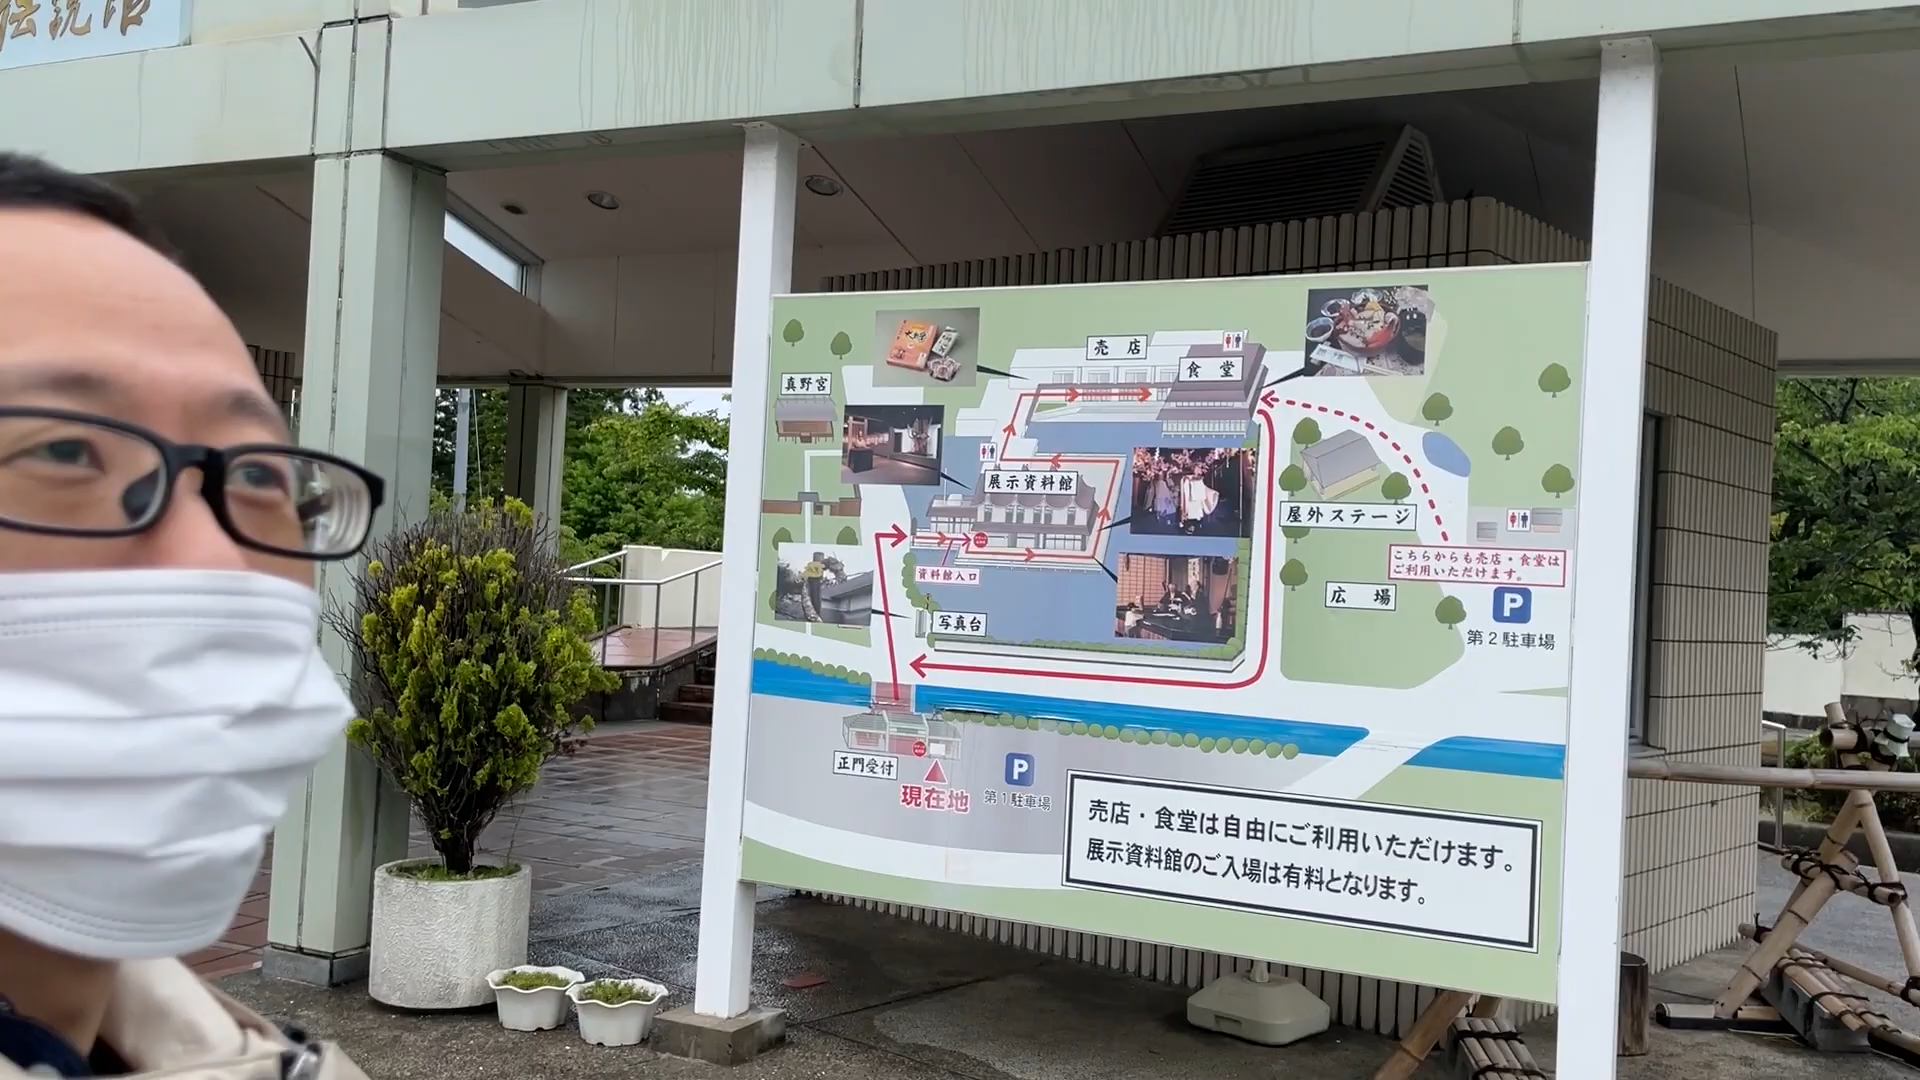 伝説 旧
売店
食堂
真野宮
展示資料館
屋外ステージ
こちらからも売店・食堂は
ご利用いただけます。
資料館入口
広場
写真台
P
第2駐車場
正門受付
現在地
P
第1駐車場
売店・食堂は自由にご利用いただけます。
展示資料館のご入場は有料となります。